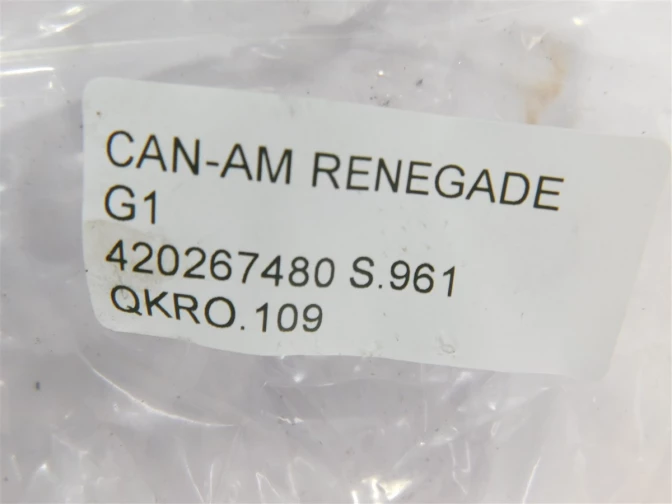 CAN-AM RENEGADE
G1
420267480 S.961
QKRO.109